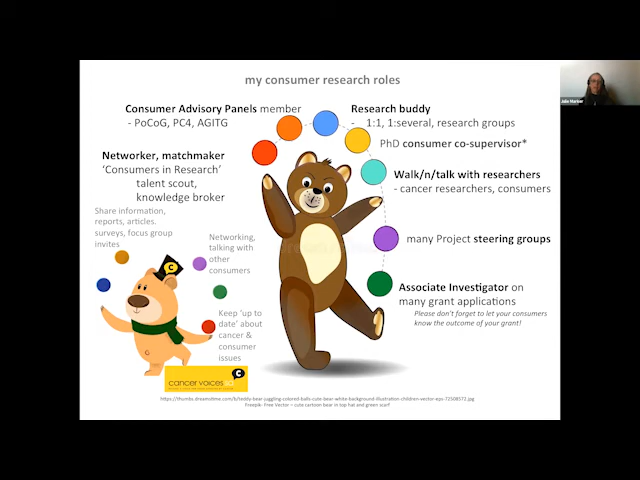 my consumer research roles
Consumer Advisory Panels member
- PoCoG, PC4, AGITG
Research buddy
- 1:1, 1:several, research groups
PhD consumer co-supervisor*
Networker, matchmaker
'Consumers in Research'
talent scout,
knowledge broker
Walk/n/talk with researchers
- cancer researchers, consumers
Share information,
reports, articles.
surveys, focus group
invites
Networking,
talking with
other
consumers
many Project steering groups
Associate Investigator on
many grant applications
Please don't forget to let your consumers
know the outcome of your grant!
Keep 'up to
date' about
cancer &
consumer
issues
C
C
cancer voices
https://thumbs.dreamstime.com/b/teddy-bear-juggling-colored-balls-cute-bear-white-background-illustration-children-vector-eps-72508572.jpg
Freepik- Free Vector – cute cartoon bear in top hat and green scarf